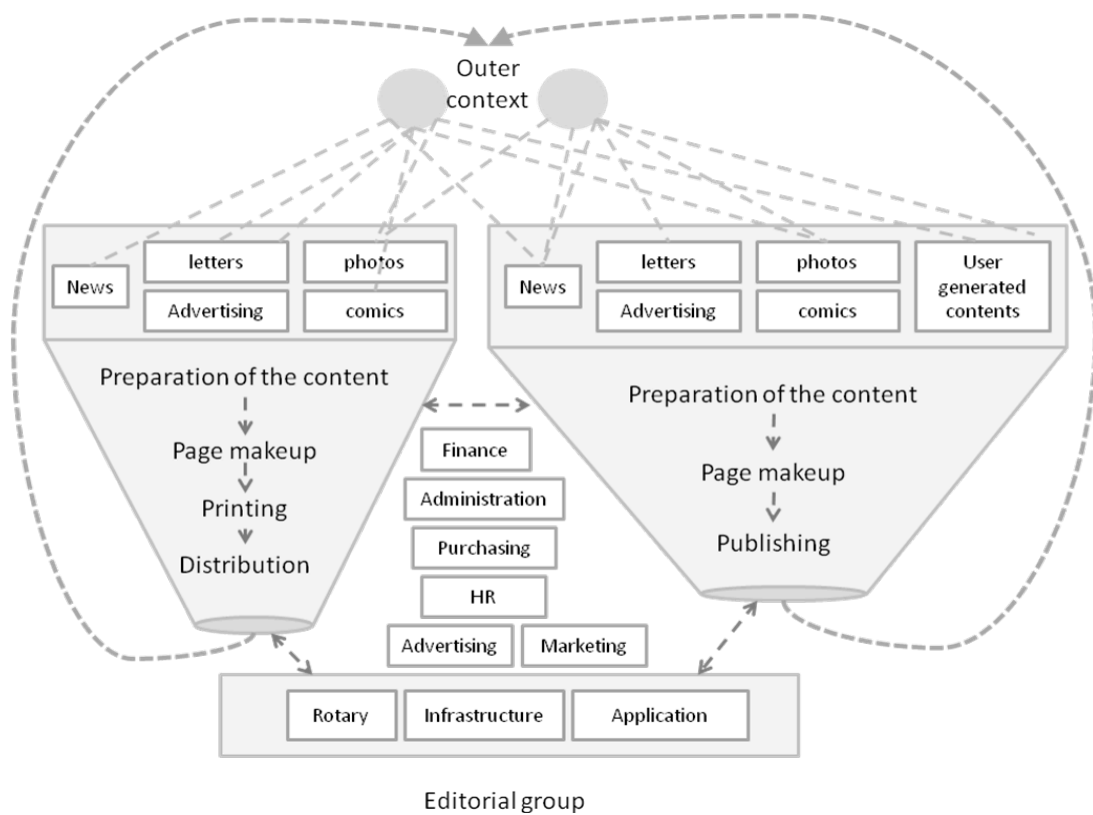 Outer
context
News
letters
photos
Advertising
comics
Preparation of the content
Page makeup
Printing
Distribution
News
letters
photos
User
generated
contents
Advertising
comics
Preparation of the content
Page makeup
Publishing
Finance
Administration
Purchasing
HR
Advertising
Marketing
Rotary
Infrastructure
Application
Editorial group